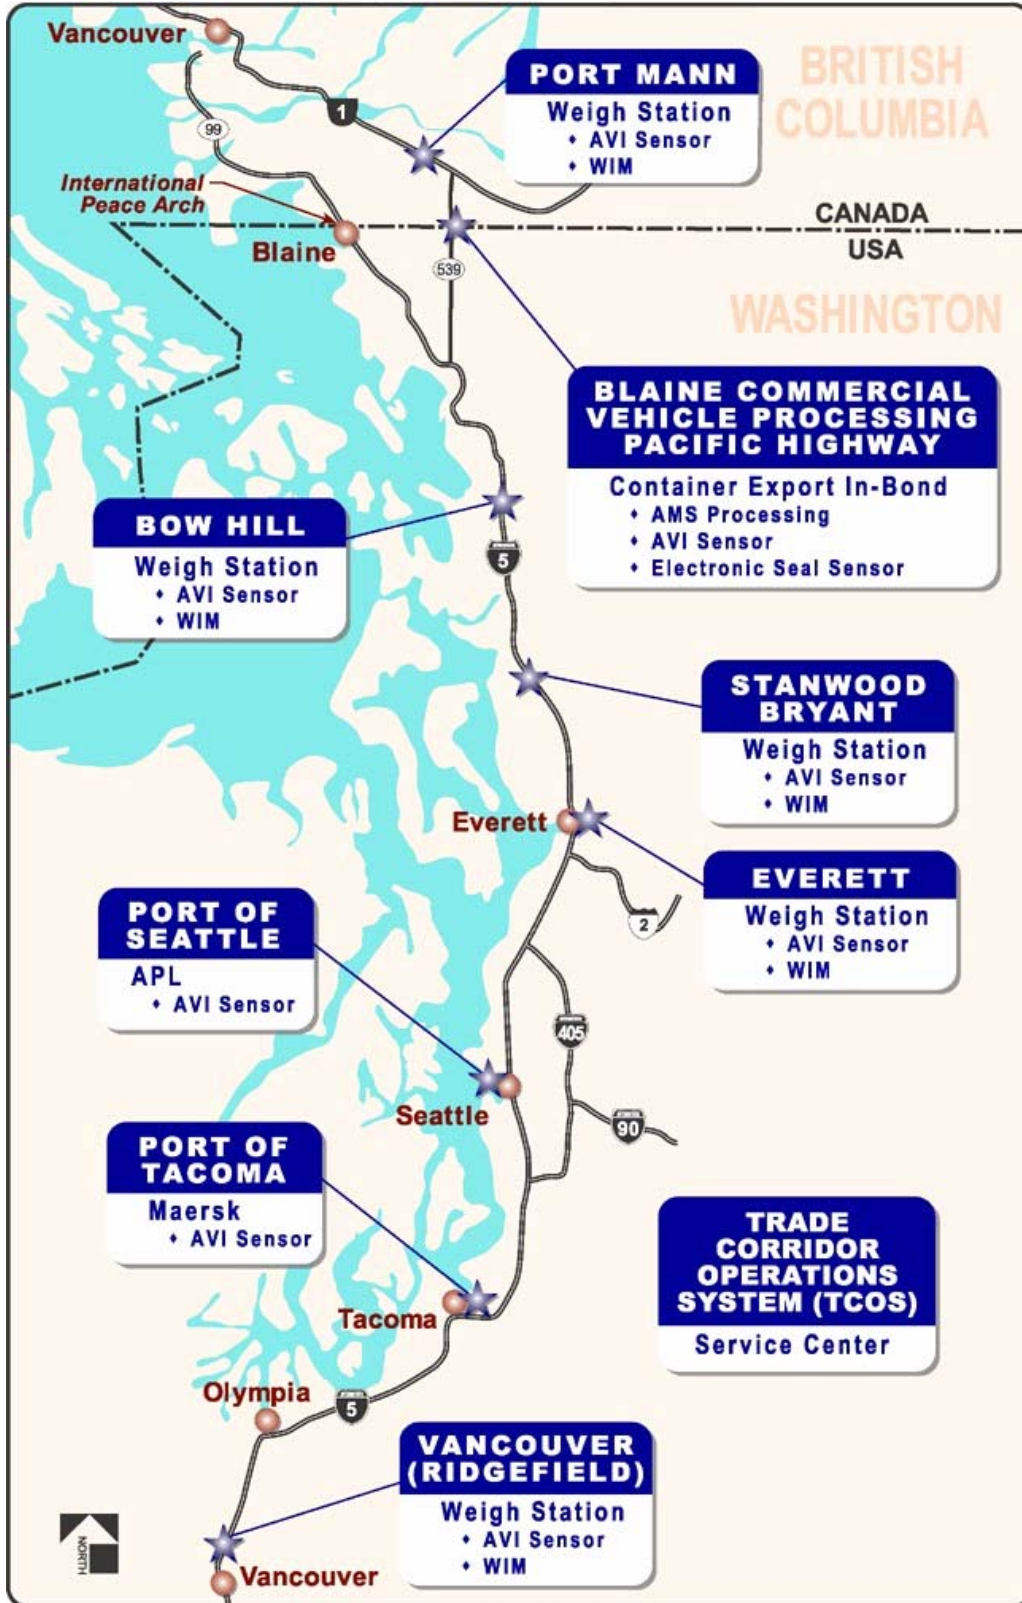 Vancouver
PORT MANN
Weigh Station
♦ AVI Sensor
♦ WIM
BRITISH
COLUMBIA
1
99
International
Peace Arch
Blaine
CANADA
USA
539
WASHINGTON
BLAINE COMMERCIAL
VEHICLE PROCESSING
PACIFIC HIGHWAY
Container Export In-Bond
♦ AMS Processing
♦ AVI Sensor
♦ Electronic Seal Sensor
BOW HILL
Weigh Station
♦ AVI Sensor
♦ WIM
5
STANWOOD
BRYANT
Weigh Station
♦ AVI Sensor
♦ WIM
Everett
EVERETT
Weigh Station
♦ AVI Sensor
♦ WIM
2
PORT OF
SEATTLE
APL
♦ AVI Sensor
405
Seattle
90
PORT OF
TACOMA
Maersk
♦ AVI Sensor
TRADE
CORRIDOR
OPERATIONS
SYSTEM (TCOS)
Service Center
Tacoma
Olympia
5
VANCOUVER
(RIDGEFIELD)
Weigh Station
♦ AVI Sensor
♦ WIM
NORTH
Vancouver